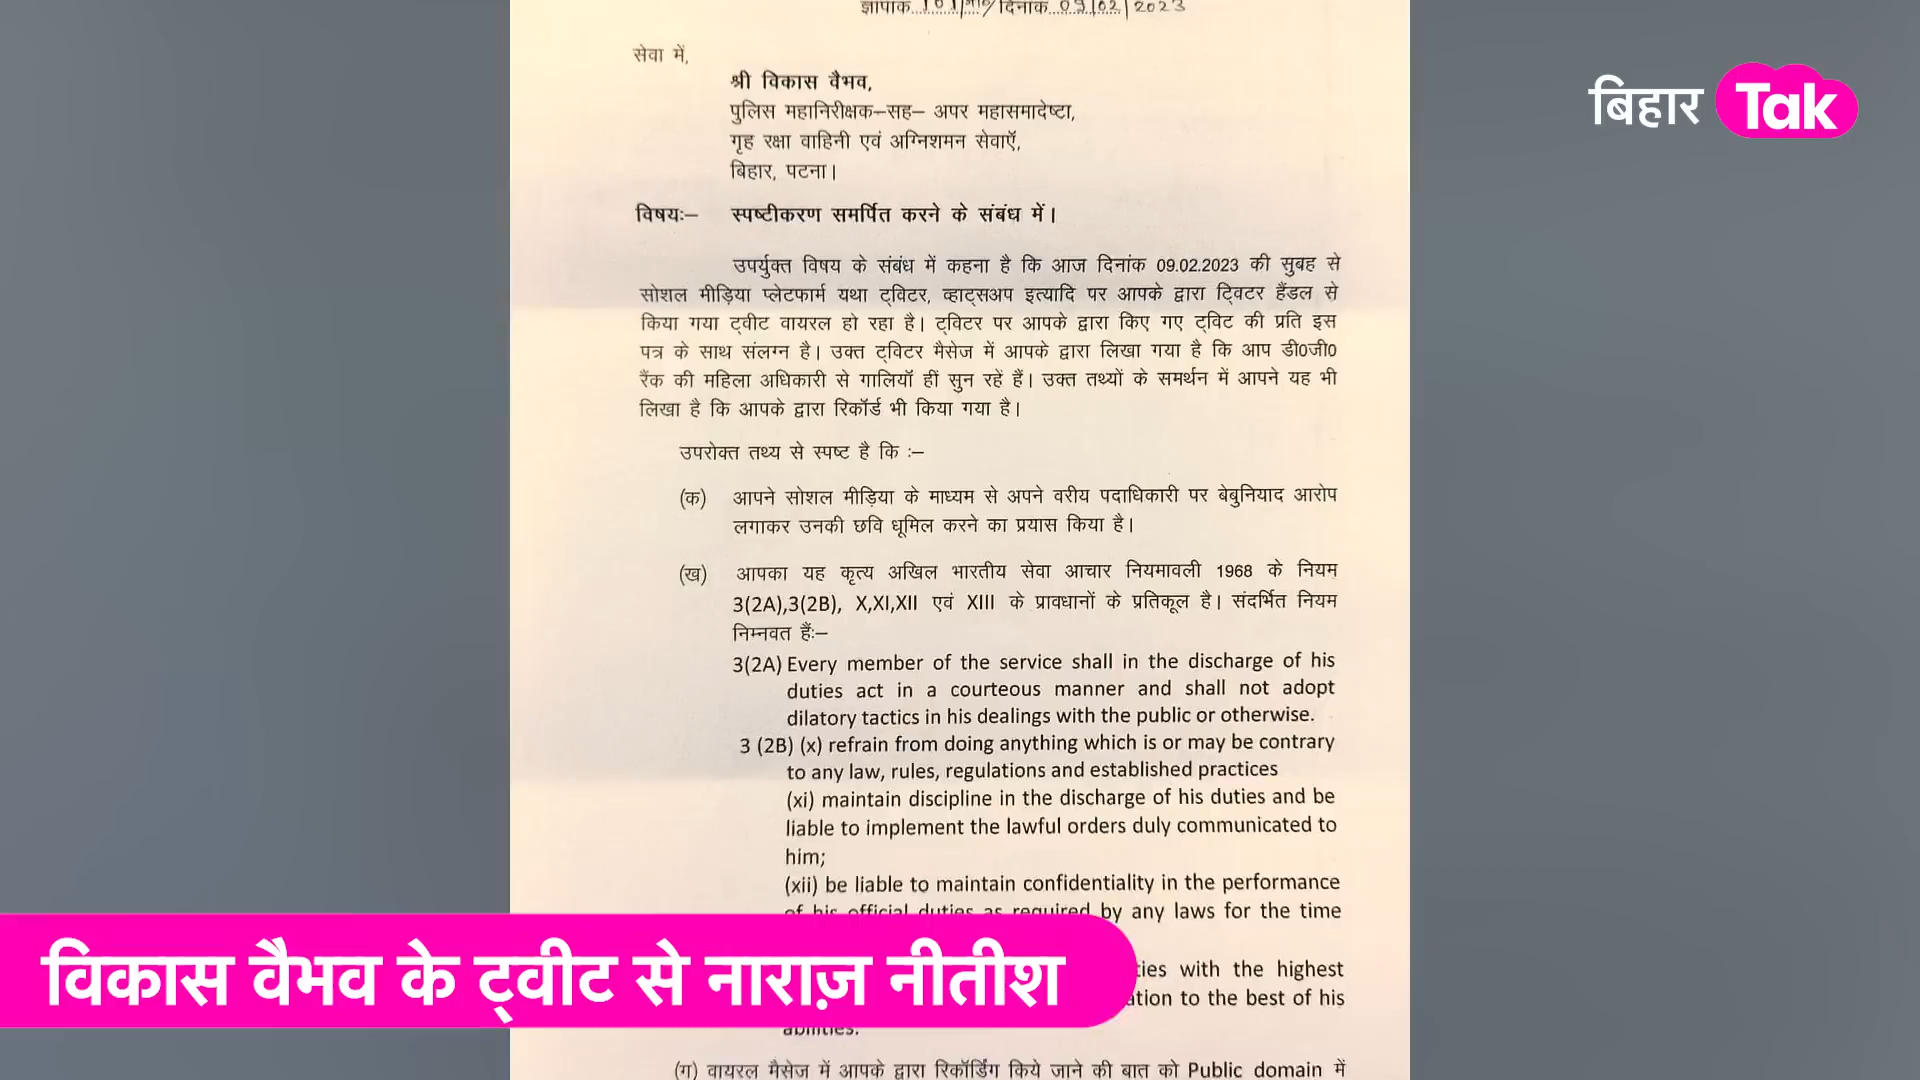 ज्ञापांक 101/गो0/ दिनांक 09/02/2023
सेवा में,
श्री विकास वैभव,
पुलिस महानिरीक्षक–सह– अपर महासमादेष्टा,
गृह रक्षा वाहिनी एवं अग्निशमन सेवाएँ,
बिहार, पटना।
विषयः– स्पष्टीकरण समर्पित करने के संबंध में।
उपर्युक्त विषय के संबंध में कहना है कि आज दिनांक 09.02.2023 की सुबह से
सोशल मीड़िया प्लेटफार्म यथा ट्विटर, व्हाट्सअप इत्यादि पर आपके द्वारा ट्विटर हैंडल से
किया गया ट्वीट वायरल हो रहा है। ट्विटर पर आपके द्वारा किए गए ट्विट की प्रति इस
पत्र के साथ संलग्न है। उक्त ट्विटर मैसेज में आपके द्वारा लिखा गया है कि आप डी0जी0
रैंक की महिला अधिकारी से गालियॉ हीं सुन रहें हैं। उक्त तथ्यों के समर्थन में आपने यह भी
लिखा है कि आपके द्वारा रिकॉर्ड भी किया गया है।
उपरोक्त तथ्य से स्पष्ट है कि :–
(क) आपने सोशल मीड़िया के माध्यम से अपने वरीय पदाधिकारी पर बेबुनियाद आरोप
लगाकर उनकी छवि धूमिल करने का प्रयास किया है।
(ख) आपका यह कृत्य अखिल भारतीय सेवा आचार नियमावली 1968 के नियम
3(2A),3(2B), X,XI,XII एवं XIII के प्रावधानों के प्रतिकूल है। संदर्भित नियम
निम्नवत हैंः–
3(2A) Every member of the service shall in the discharge of his
duties act in a courteous manner and shall not adopt
dilatory tactics in his dealings with the public or otherwise.
3 (2B) (x) refrain from doing anything which is or may be contrary
to any law, rules, regulations and established practices
(xi) maintain discipline in the discharge of his duties and be
liable to implement the lawful orders duly communicated to
him;
(xii) be liable to maintain confidentiality in the performance
of his official duties as required by any laws for the time
ties with the highest
ation to the best of his
abilities.
(ग) वायरल मैसेज में आपके द्वारा रिकॉर्डिंग किये जाने की बात को Public domain में
बिहार Tak
विकास वैभव के ट्वीट से नाराज़ नीतीश